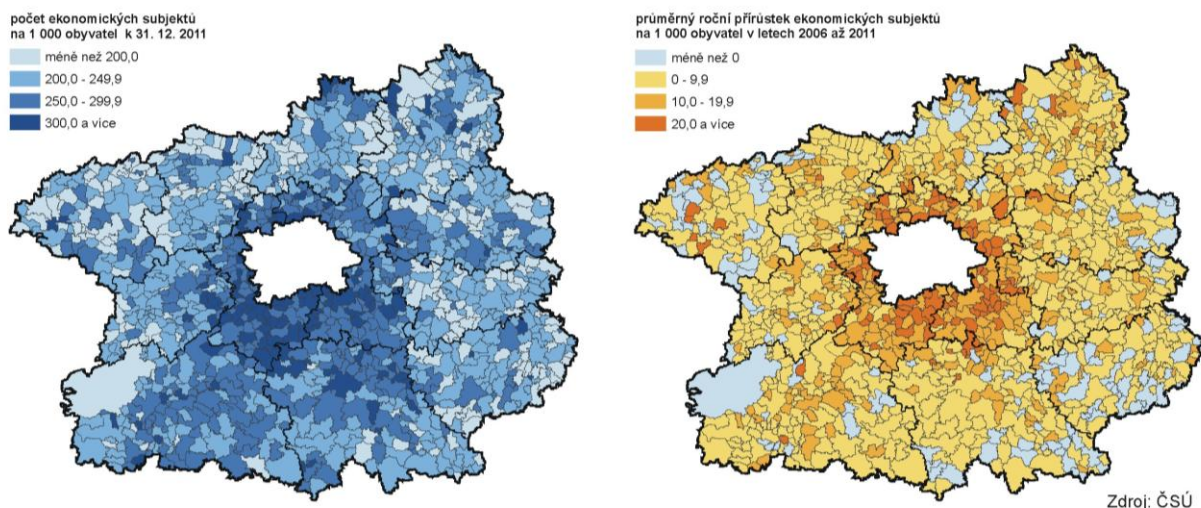 počet ekonomických subjektů
na 1 000 obyvatel k 31. 12. 2011
méně než 200,0
200,0 - 249,9
250,0 - 299,9
300,0 a více
průměrný roční přírůstek ekonomických subjektů
na 1 000 obyvatel v letech 2006 až 2011
méně než 0
0 - 9,9
10,0 - 19,9
20,0 a více
Zdroj: ČSÚ